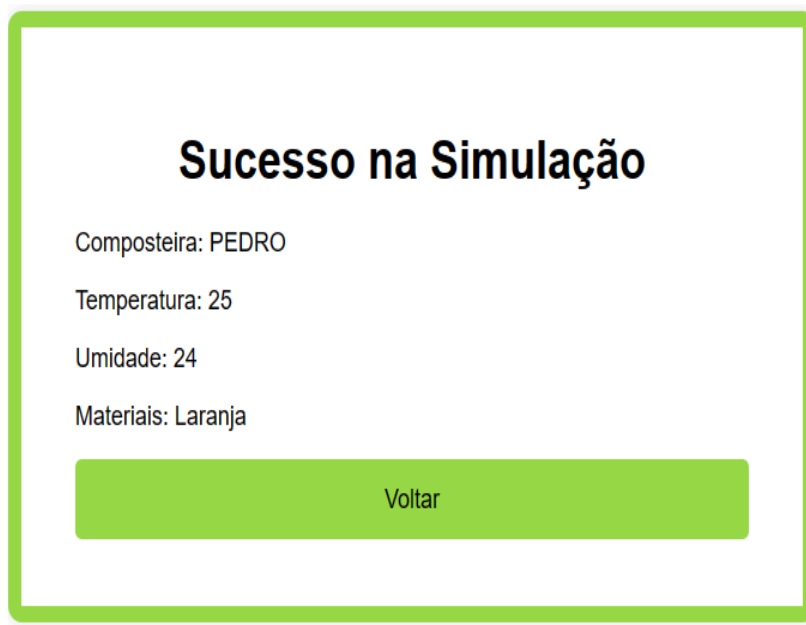 Sucesso na Simulação
Composteira: PEDRO
Temperatura: 25
Umidade: 24
Materiais: Laranja
Voltar